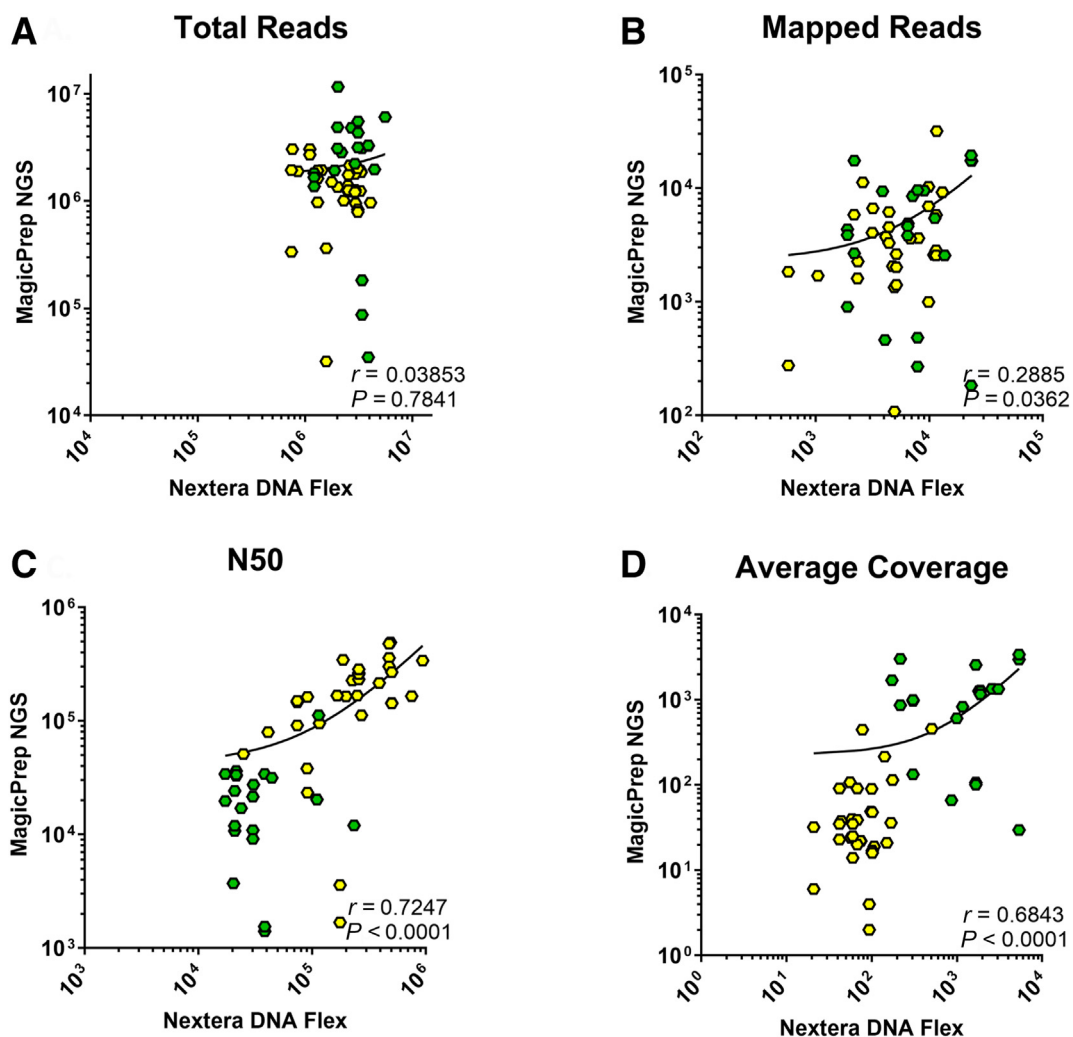 A
Total Reads
MagicPrep NGS
10^7
10^6
10^5
10^4
r = 0.03853
P = 0.7841
10^4
10^5
10^6
10^7
Nextera DNA Flex
B
Mapped Reads
MagicPrep NGS
10^5
10^4
10^3
10^2
r = 0.2885
P = 0.0362
10^2
10^3
10^4
10^5
Nextera DNA Flex
C
N50
MagicPrep NGS
10^6
10^5
10^4
10^3
r = 0.7247
P < 0.0001
10^3
10^4
10^5
10^6
Nextera DNA Flex
D
Average Coverage
MagicPrep NGS
10^4
10^3
10^2
10^1
10^0
r = 0.6843
P < 0.0001
10^0
10^1
10^2
10^3
10^4
Nextera DNA Flex